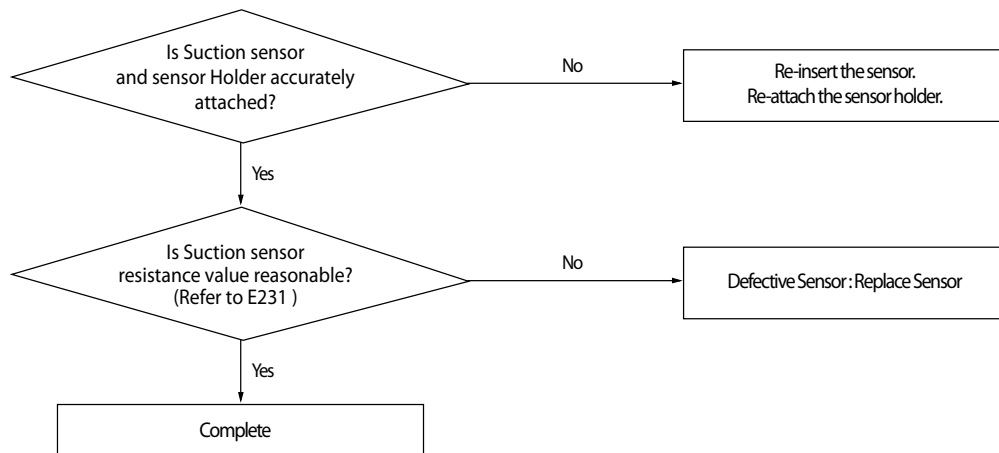 Is Suction sensor
and sensor Holder accurately
attached?
No
Re-insert the sensor.
Re-attach the sensor holder.
Yes
Is Suction sensor
resistance value reasonable?
(Refer to E231 )
No
Defective Sensor : Replace Sensor
Yes
Complete